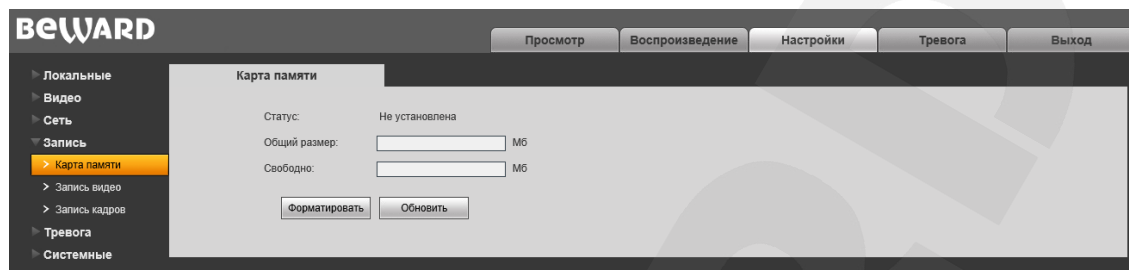 BEWARD
Просмотр Воспроизведение Настройки Тревога Выход
Локальные
Видео
Сеть
Запись
> Карта памяти
> Запись видео
> Запись кадров
Тревога
Системные
Карта памяти
Статус: Не установлена
Общий размер: Мб
Свободно: Мб
Форматировать Обновить